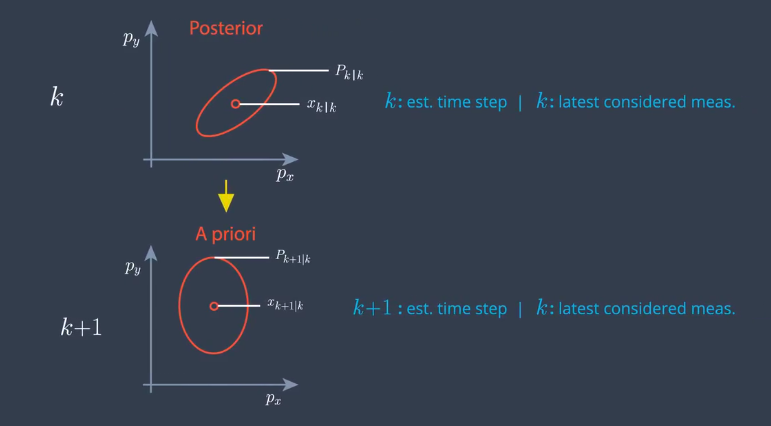 Posterior
p_y
P_{k|k}
k
x_{k|k}
k: est. time step | k: latest considered meas.
p_x
A priori
p_y
P_{k+1|k}
x_{k+1|k}
k+1 : est. time step | k: latest considered meas.
k+1
p_x